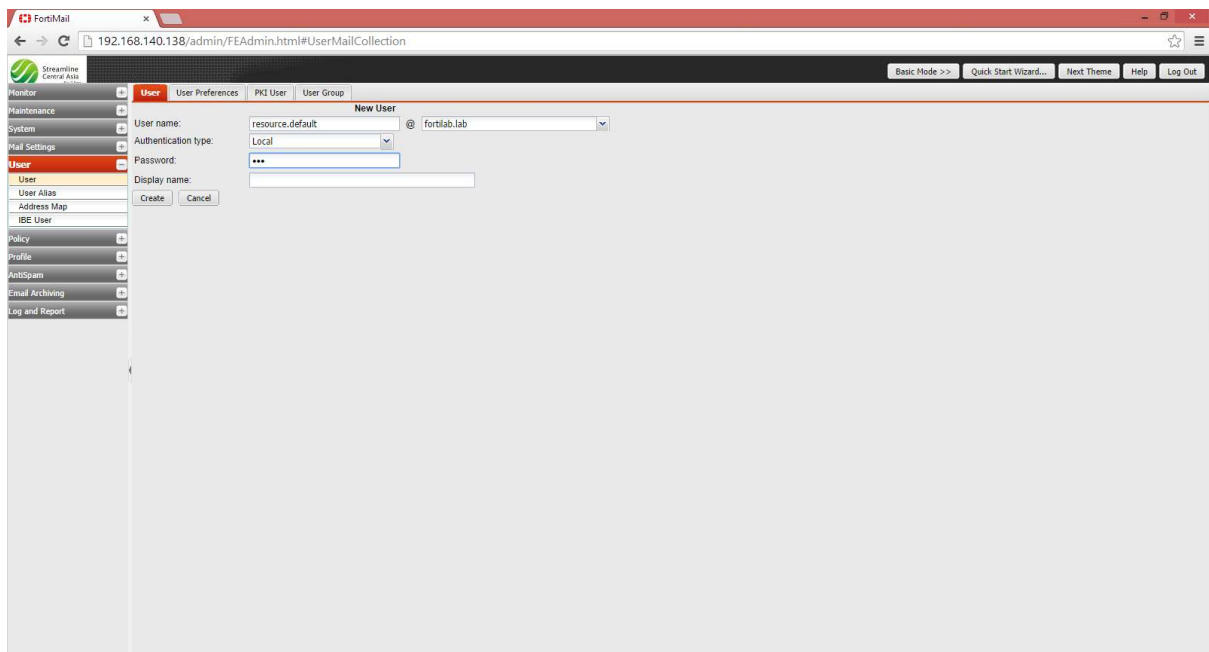 FortiMail
192.168.140.138/admin/FEAdmin.html#UserMailCollection
Streamline
Central Asia
Basic Mode >> Quick Start Wizard... Next Theme Help Log Out
Monitor
Maintenance
System
Mail Settings
User
User
User Alias
Address Map
IBE User
Policy
Profile
AntiSpam
Email Archiving
Log and Report
User User Preferences PKI User User Group
New User
User name: resource.default @ fortilab.lab
Authentication type: Local
Password: •••
Display name:
Create Cancel